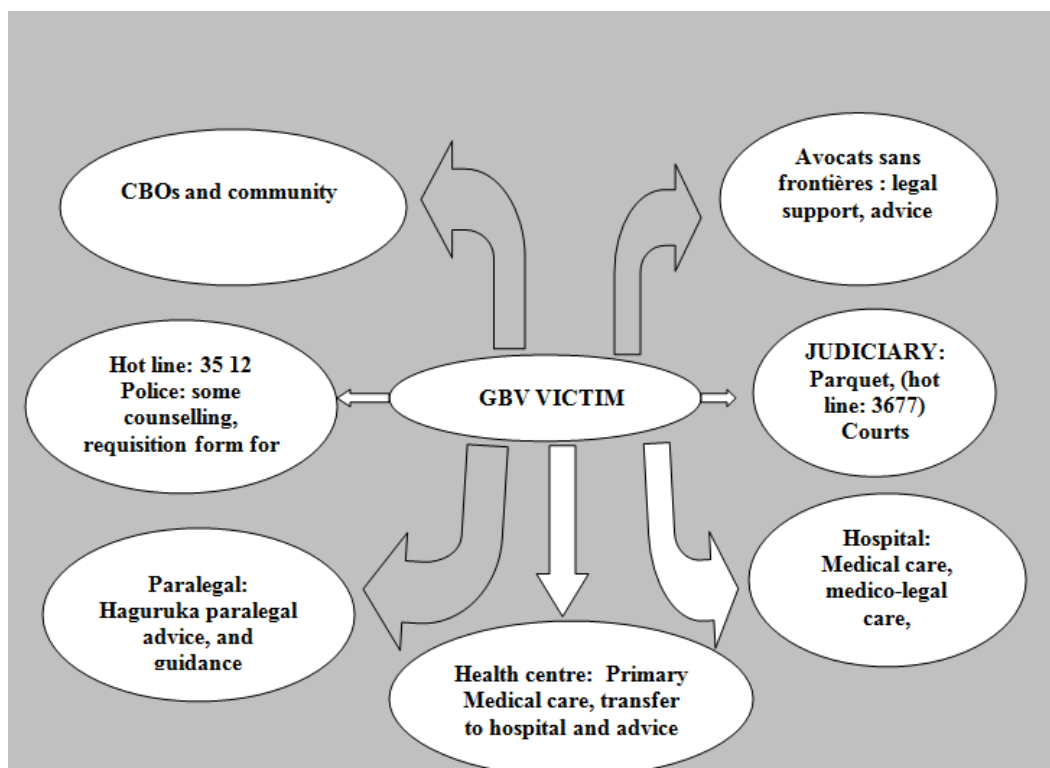 CBOs and community
Avocats sans
frontières : legal
support, advice
Hot line: 35 12
Police: some
counselling,
requisition form for
GBV VICTIM
JUDICIARY:
Parquet, (hot
line: 3677)
Courts
Paralegal:
Haguruka paralegal
advice, and
guidance
Health centre:  Primary
Medical care, transfer
to hospital and advice
Hospital:
Medical care,
medico-legal
care,